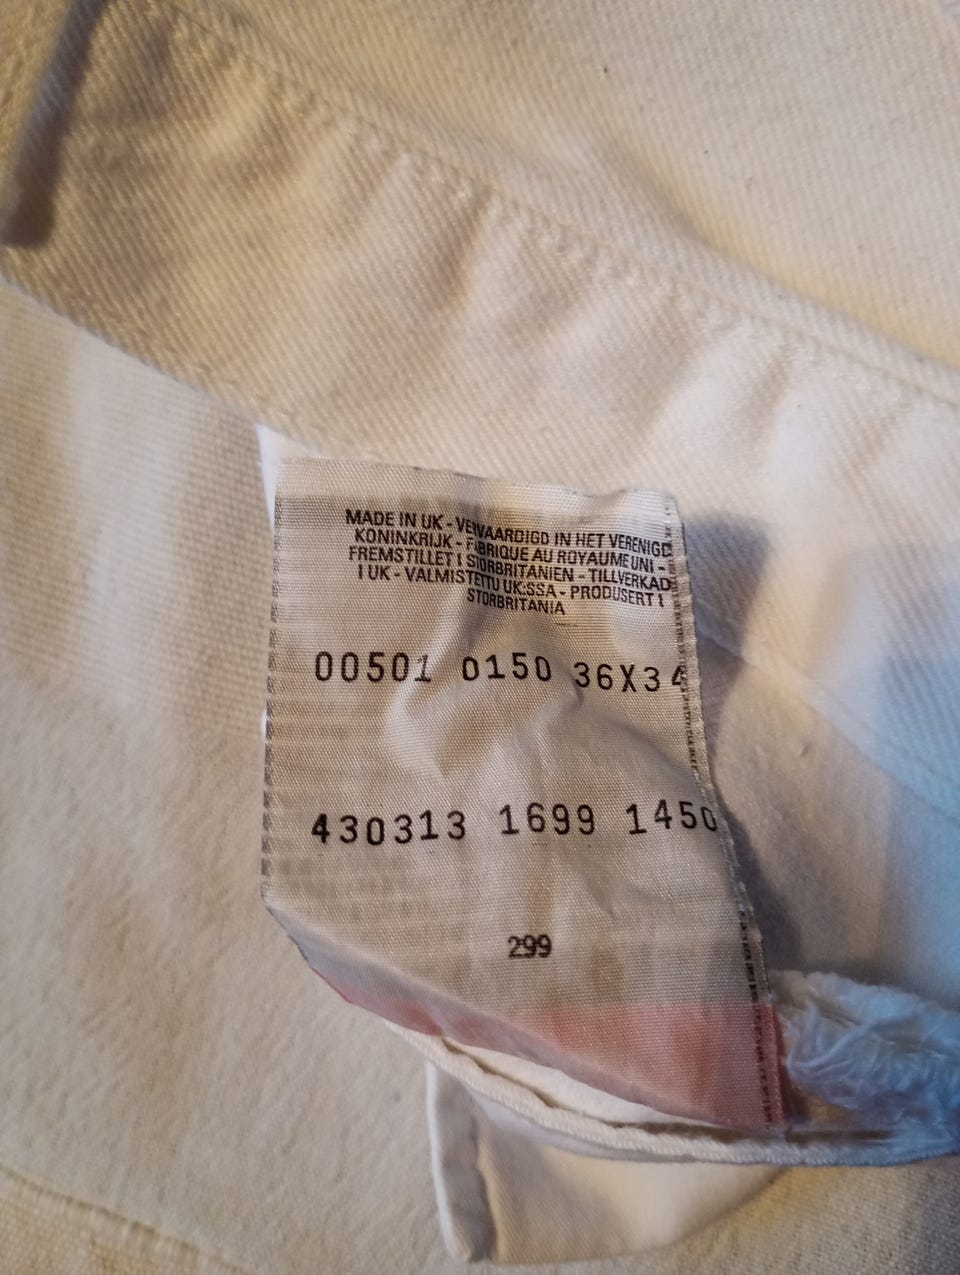 MADE IN UK - VERVAARDIGD IN HET VERENIGD
KONINKRIJK - FABRIQUE AU ROYAUME UNI -
FREMSTILLET I STORBRITANIEN - TILLVERKAD
I UK - VALMISTETTU UK:SSA - PRODUSERT I
STORBRITANIA
00501 0150 36X34
430313 1699 1450
299